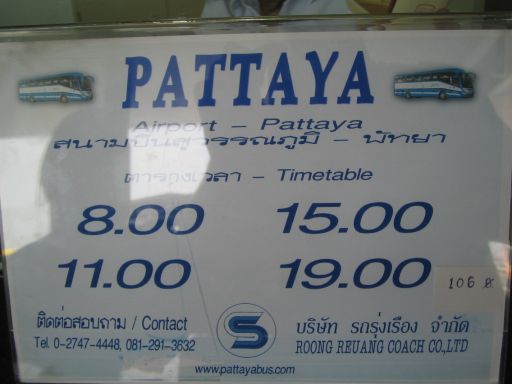 PATTAYA
Airport - Pattaya
สนามบินสุวรรณภูมิ - พัทยา
ตารางเวลา - Timetable
8.00 15.00
11.00 19.00
106 ฿
ติดต่อสอบถาม / Contact
Tel. 0-2747-4448, 081-291-3632
S
บริษัท รถรุ่งเรือง จำกัด
ROONG REUANG COACH CO.,LTD
www.pattayabus.com